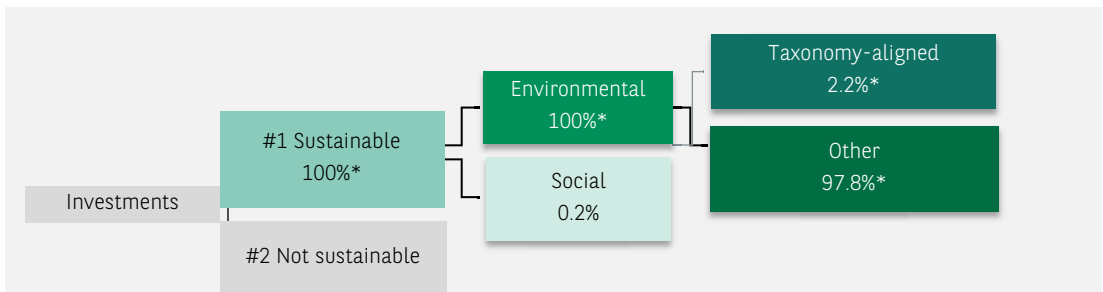 Investments
#1 Sustainable
100%*
#2 Not sustainable
Environmental
100%*
Social
0.2%
Taxonomy-aligned
2.2%*
Other
97.8%*